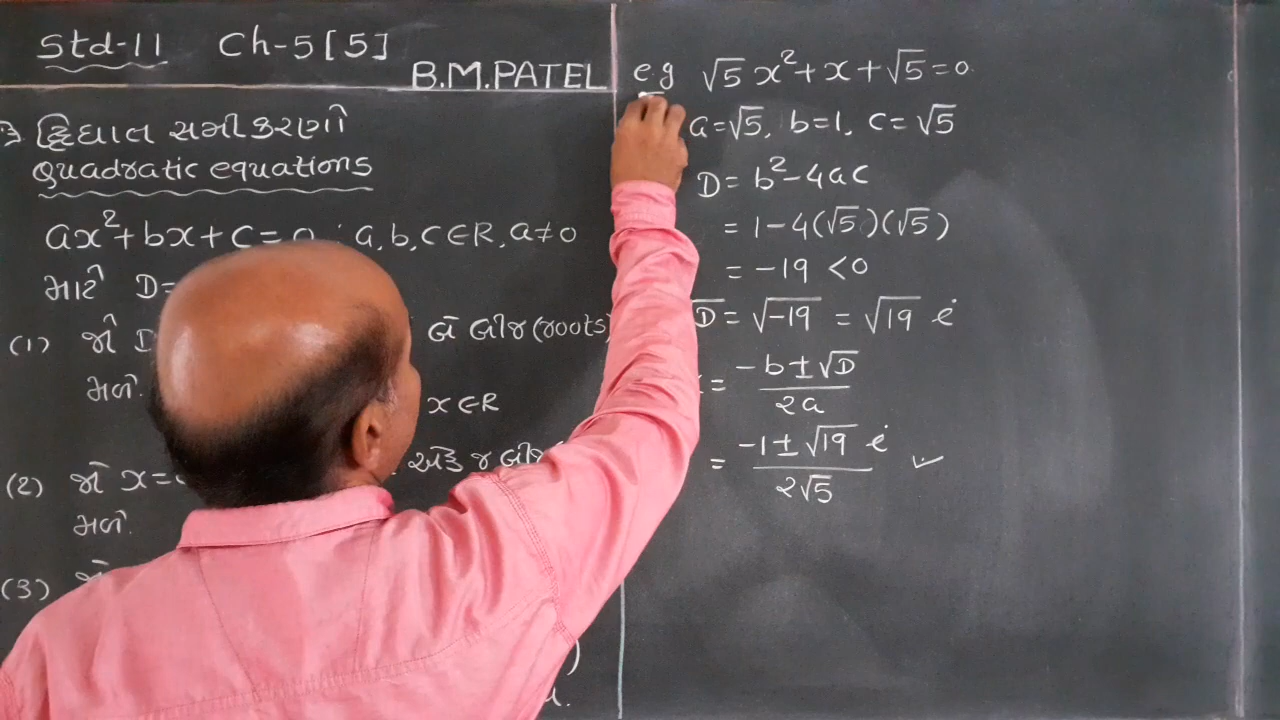 Std-11 Ch-5[5]
B.M.PATEL
દ્વિઘાત સમીકરણો
Quadratic equations
ax²+bx+c=0 ; a,b,c∈R, a≠0
માટે D=
(1) જો D બે બીજ (roots)
મળે.
x∈R
(2) જો x= એક જ બીજ
મળે.
(3)
e.g √5 x²+x+√5=0
a=√5, b=1, c=√5
D= b²-4ac
= 1-4(√5)(√5)
= -19 <0
√D = √-19 = √19 i
= -b±√D / 2a
= -1±√19 i / 2√5